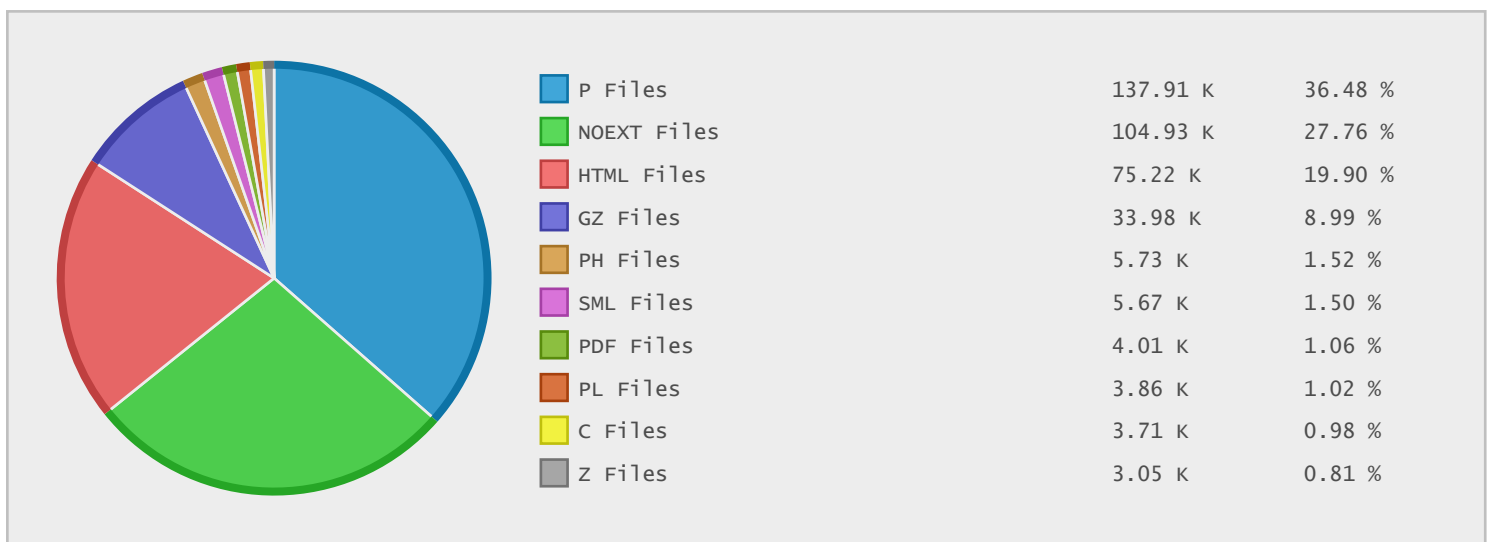 P Files 137.91 K 36.48 %
NOEXT Files 104.93 K 27.76 %
HTML Files 75.22 K 19.90 %
GZ Files 33.98 K 8.99 %
PH Files 5.73 K 1.52 %
SML Files 5.67 K 1.50 %
PDF Files 4.01 K 1.06 %
PL Files 3.86 K 1.02 %
C Files 3.71 K 0.98 %
Z Files 3.05 K 0.81 %